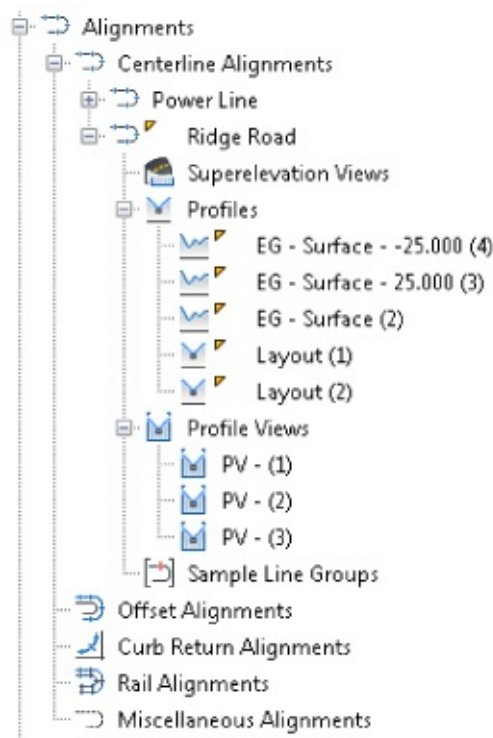 Alignments
Centerline Alignments
Power Line
Ridge Road
Superelevation Views
Profiles
EG - Surface - -25.000 (4)
EG - Surface - 25.000 (3)
EG - Surface (2)
Layout (1)
Layout (2)
Profile Views
PV - (1)
PV - (2)
PV - (3)
Sample Line Groups
Offset Alignments
Curb Return Alignments
Rail Alignments
Miscellaneous Alignments